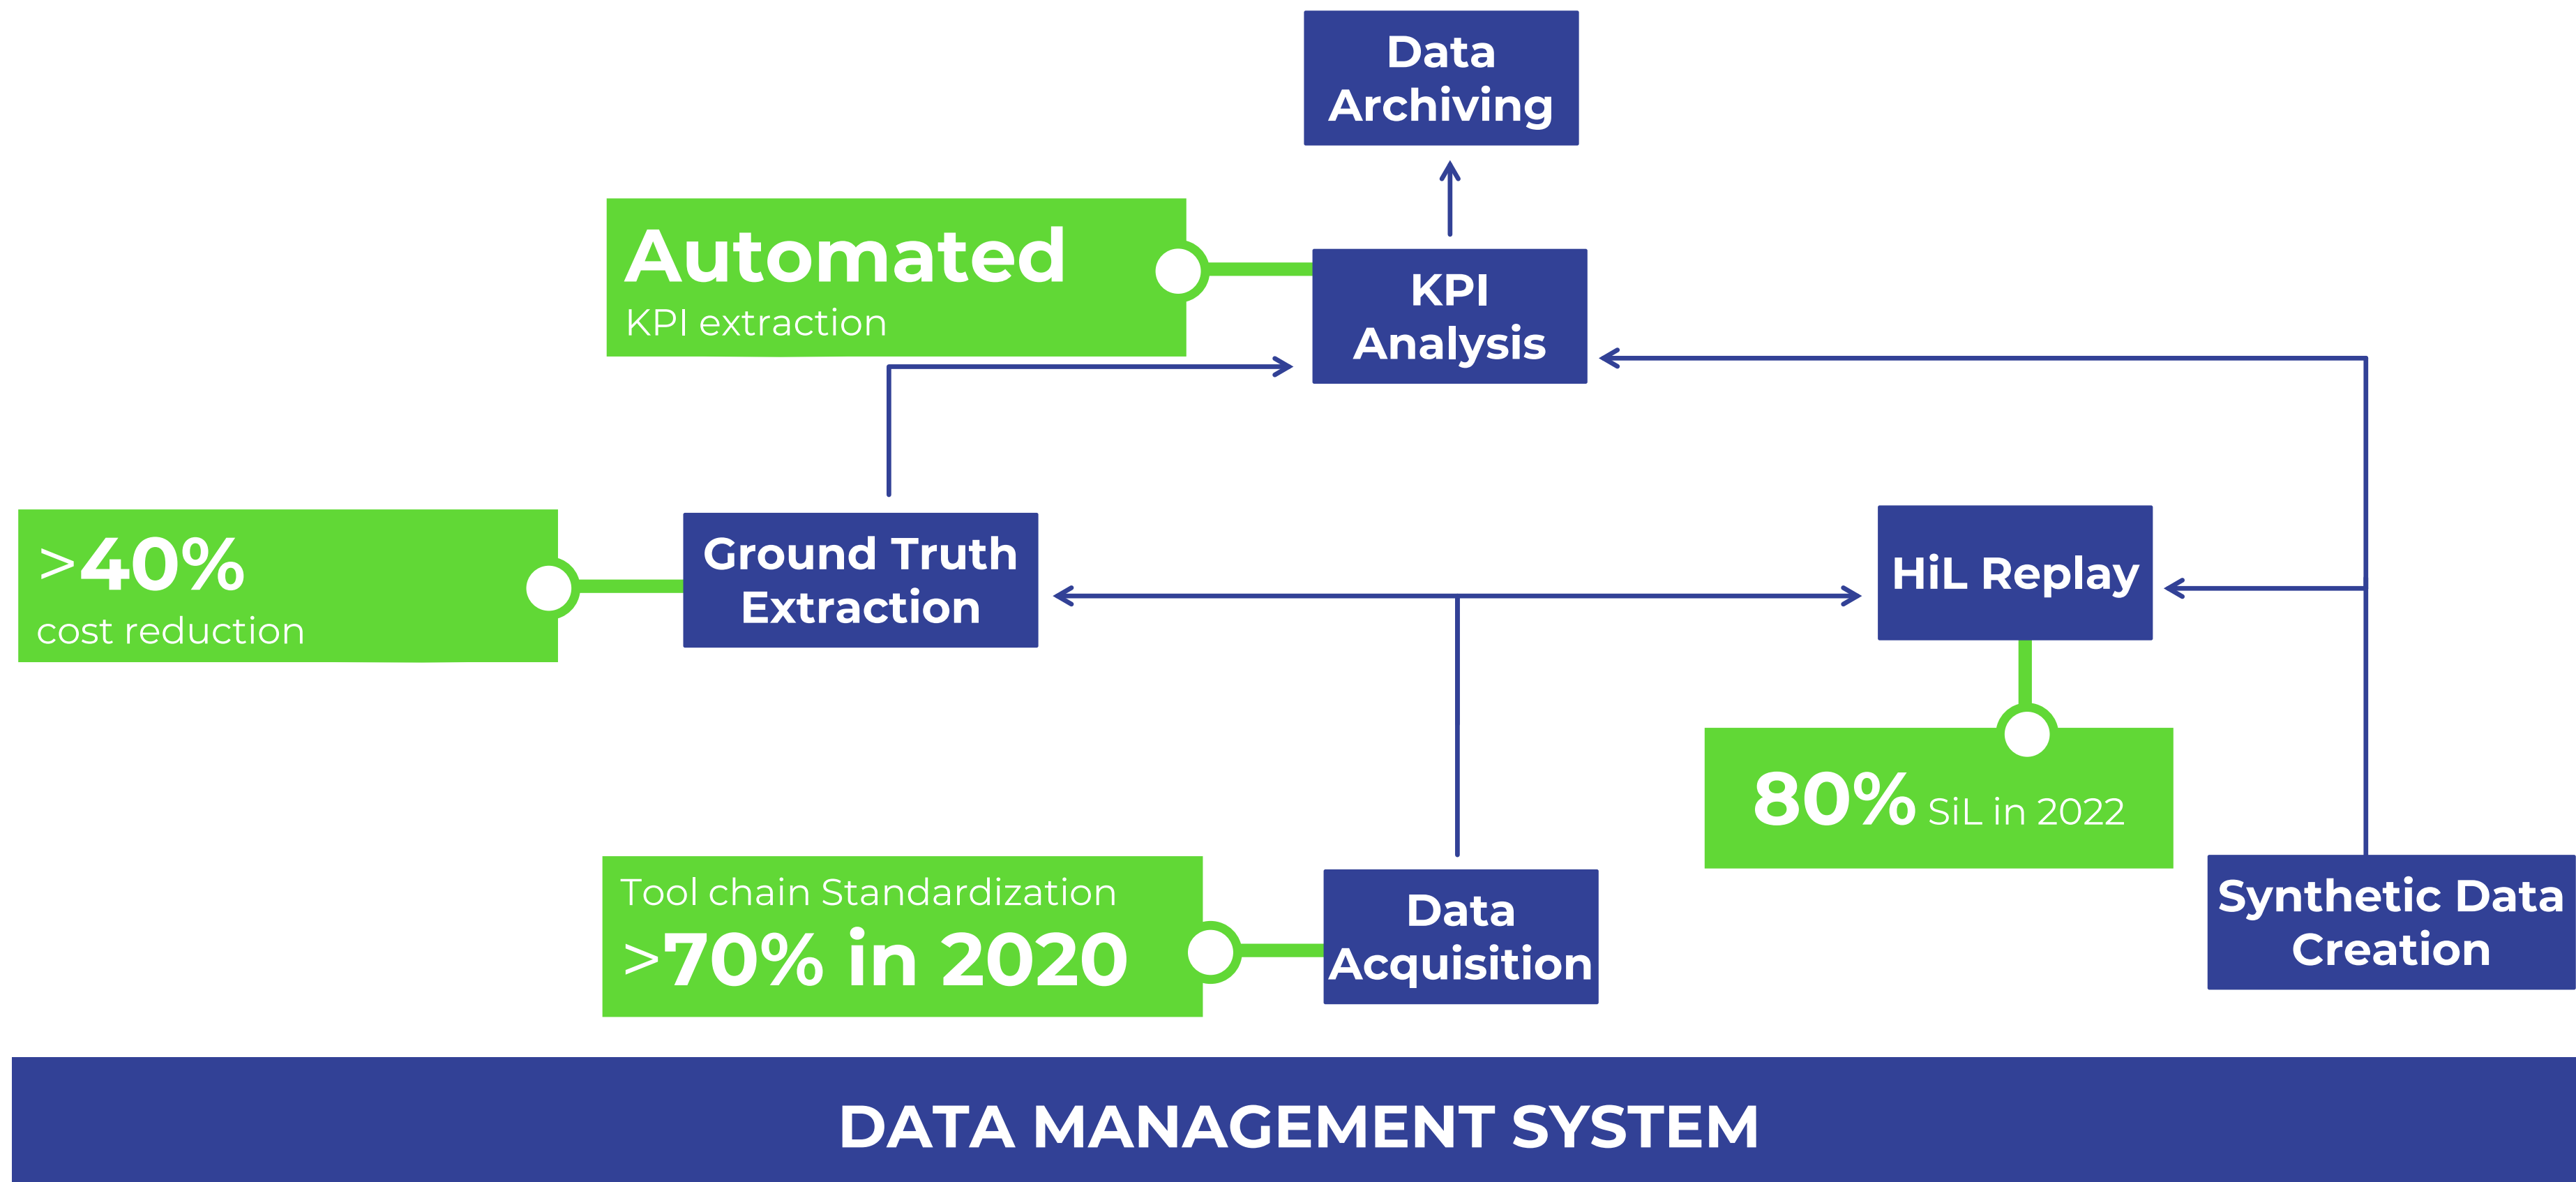 Data
Archiving
Automated
KPI extraction
KPI
Analysis
>40%
cost reduction
Ground Truth
Extraction
HiL Replay
80% SiL in 2022
Tool chain Standardization
>70% in 2020
Data
Acquisition
Synthetic Data
Creation
DATA MANAGEMENT SYSTEM